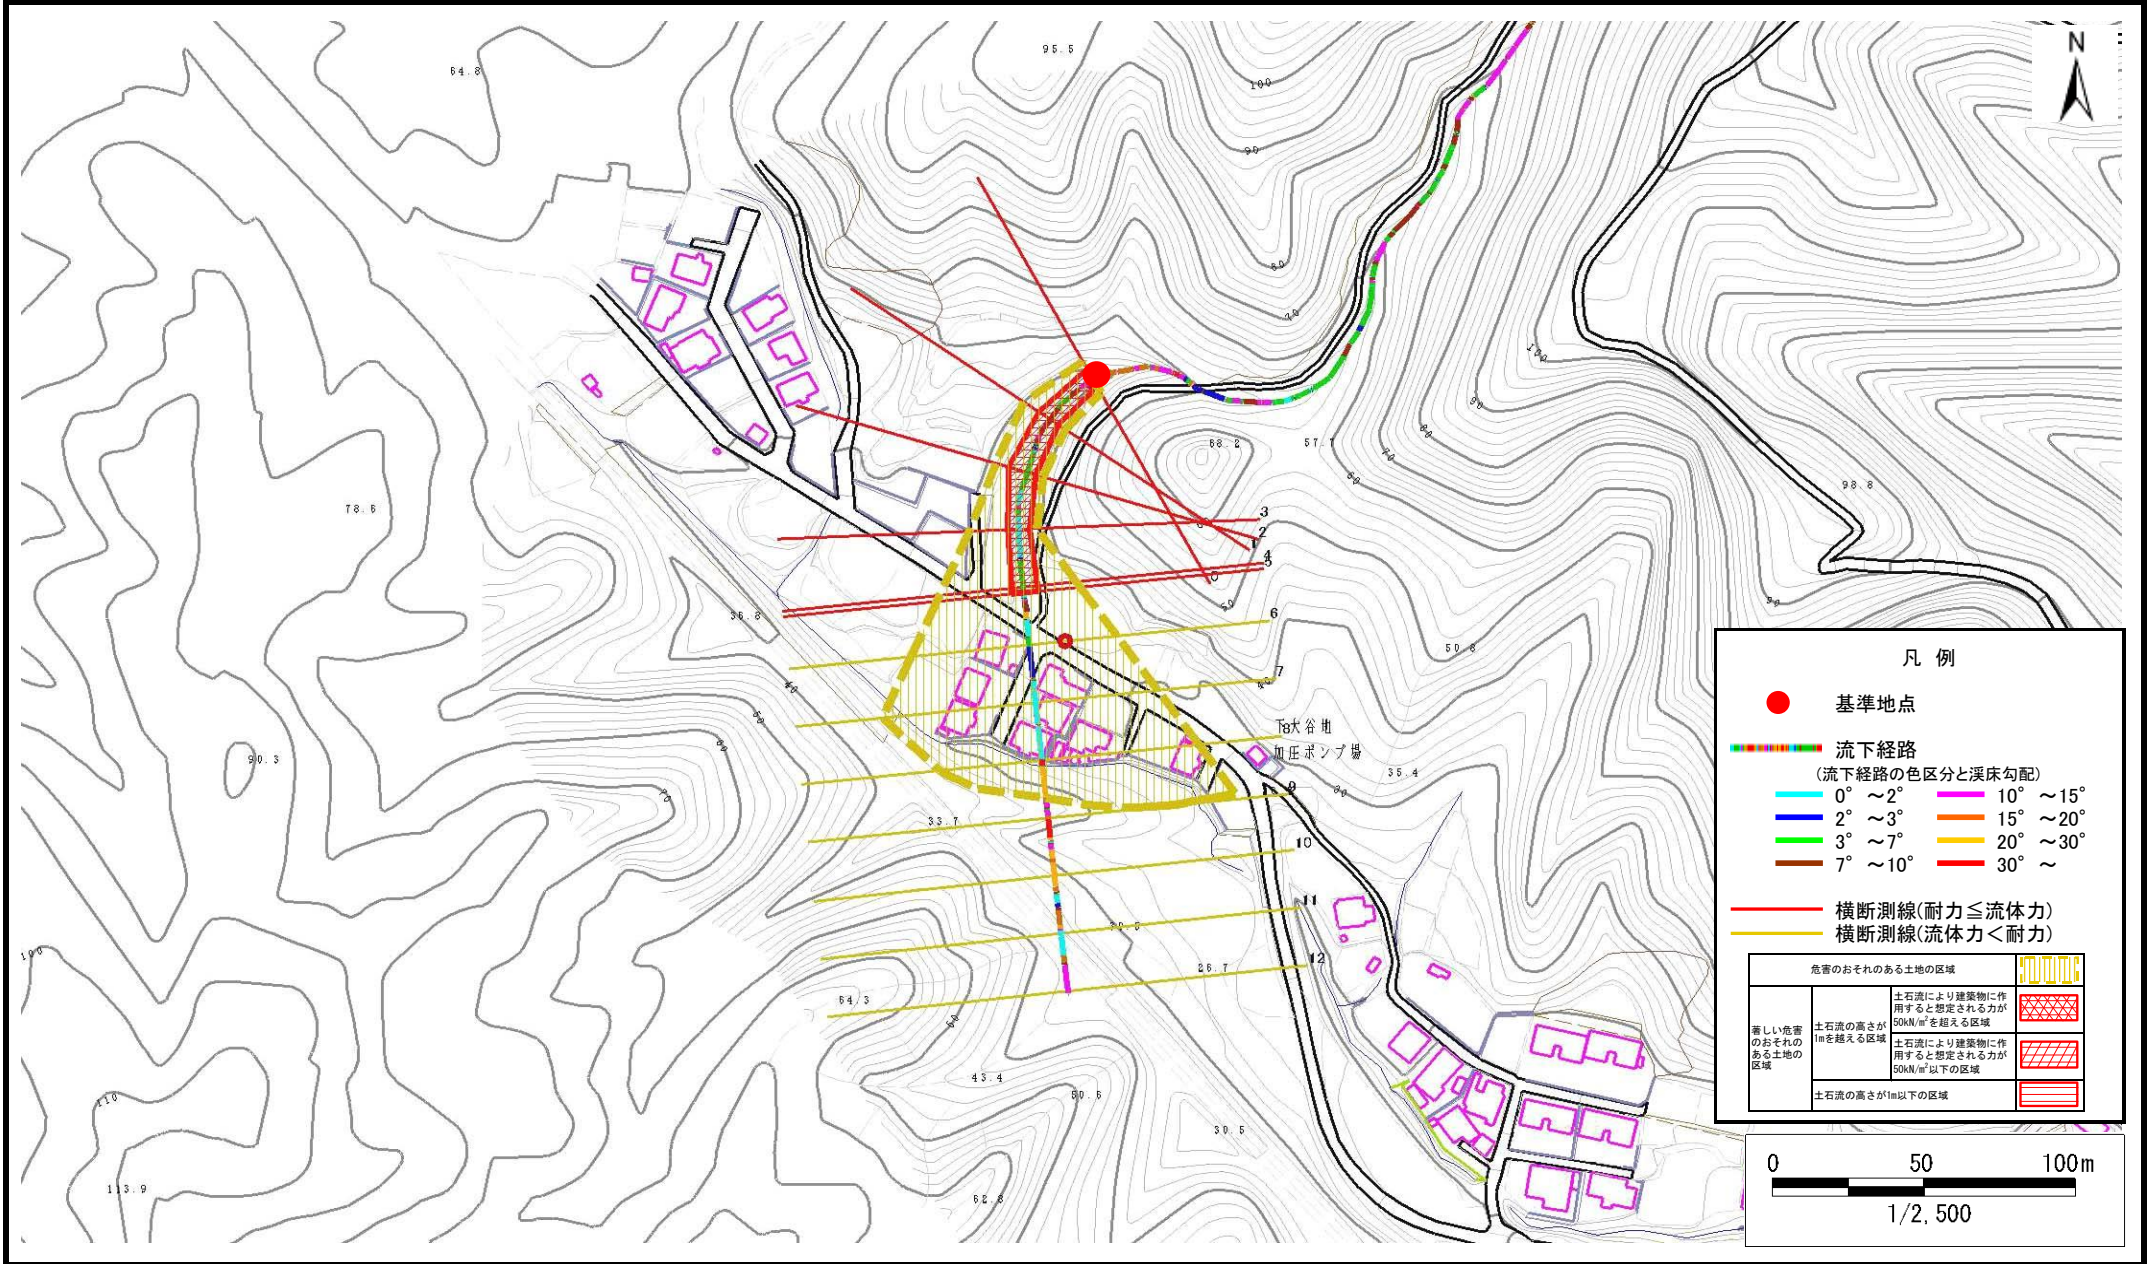 N
95.5
64.8
100
90
80
70
100
90
80
70
60
68.2
57.7
98.8
78.6
3
2
1
4
5
0
50
90
6
36.8
7
50.8
40
40
50
60
70
下大谷地
8
加圧ポンプ場
90.3
35.4
9
30
33.7
10
11
30.5
12
26.7
100
64.3
60
43.4
50.6
110
30.5
113.9
62.8
凡 例
基準地点
流下経路
(流下経路の色区分と渓床勾配)
0° ～2° 10° ～15°
2° ～3° 15° ～20°
3° ～7° 20° ～30°
7° ～10° 30° ～
横断測線(耐力≦流体力)
横断測線(流体力＜耐力)
危害のおそれのある土地の区域
著しい危害
のおそれの
ある土地の
区域
土石流の高さが
1mを越える区域
土石流により建築物に作
用すると想定される力が
50kN/m²を超える区域
土石流により建築物に作
用すると想定される力が
50kN/m²以下の区域
土石流の高さが1m以下の区域
0 50 100m
1/2,500